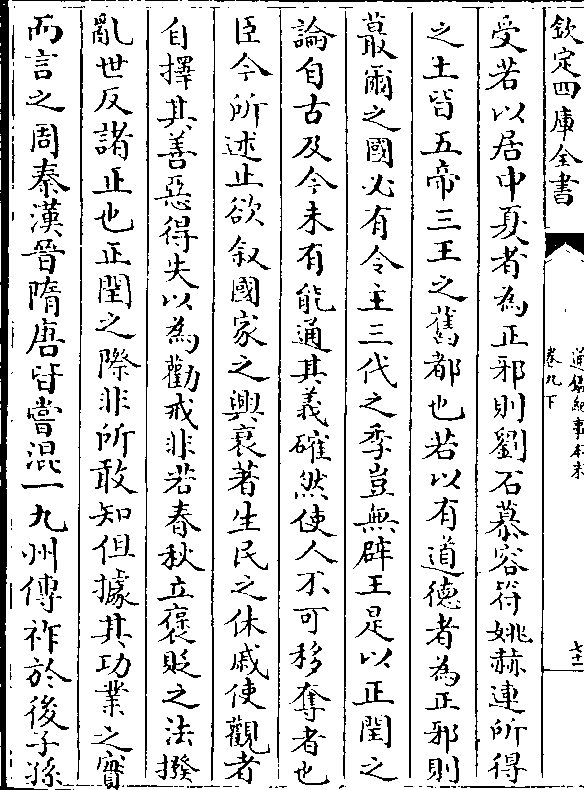 欽定四庫全書
通鑑紀事本末
卷九下
七十二
受若以居中夏者為正邪則劉石慕容苻姚赫連所得
之土皆五帝三王之舊都也若以有道德者為正邪則
蕞爾之國必有令主三代之季豈無僻王是以正閏之
論自古及今未有能通其義確然使人不可移奪者也
臣今所述止欲叙國家之興衰著生民之休戚使觀者
自擇其善惡得失以為勸戒非若春秋立褒貶之法撥
亂世反諸正也正閏之際非所敢知但據其功業之實
而言之周秦漢晉隋唐皆嘗混一九州傳祚於後子孫